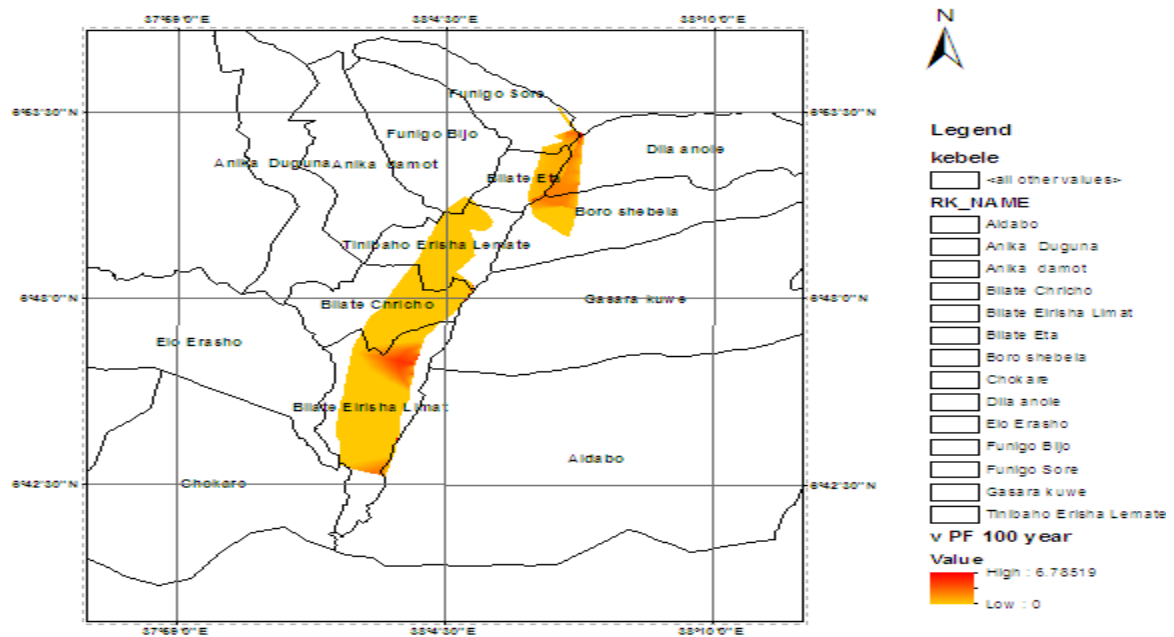 37°59'0"E 38°4'30"E 38°10'0"E
N
6°53'30"N 6°53'30"N
Funigo Sore
Funigo Bijo
Dila anole
Anika Duguna Anika damot
Bilate Eta
Boro shebela
Tinibaho Erisha Lemate
6°48'0"N 6°48'0"N
Bilate Chricho
Gasara kuwe
Elo Erasho
Bilate Eirisha Limat
Aldabo
Chokare
6°42'30"N 6°42'30"N
37°59'0"E 38°4'30"E 38°10'0"E
Legend
kebele
<all other values>
RK_NAME
Aldabo
Anika Duguna
Anika damot
Bilate Chricho
Bilate Eirisha Limat
Bilate Eta
Boro shebela
Chokare
Dila anole
Elo Erasho
Funigo Bijo
Funigo Sore
Gasara kuwe
Tinibaho Erisha Lemate
v PF 100 year
Value
High : 6.78519
Low : 0